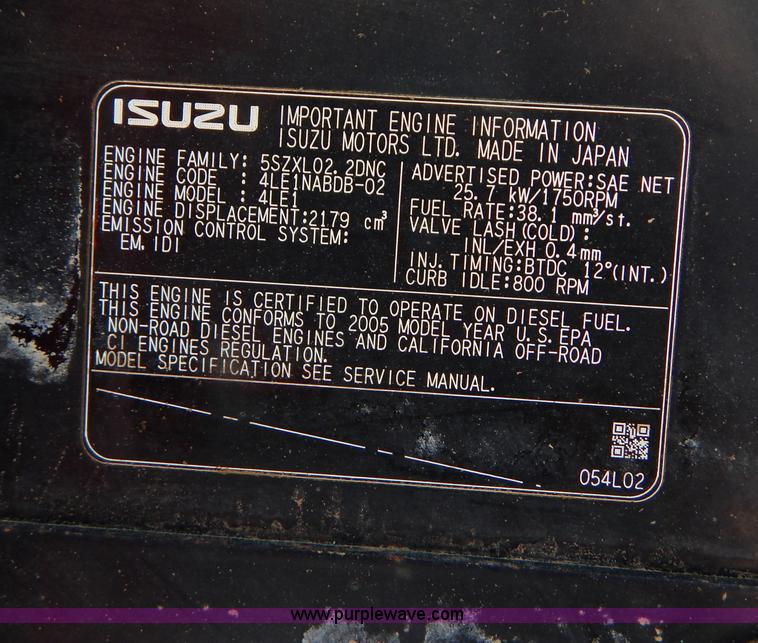 ISUZU IMPORTANT ENGINE INFORMATION
ISUZU MOTORS LTD. MADE IN JAPAN
ENGINE FAMILY: 5SZXL02.2DNC
ENGINE CODE : 4LE1NABDB-02
ENGINE MODEL : 4LE1
ENGINE DISPLACEMENT:2179 cm³
EMISSION CONTROL SYSTEM:
EM.IDI
ADVERTISED POWER:SAE NET
25.7 kW/1750RPM
FUEL RATE:38.1 mm³/st.
VALVE LASH(COLD):
INL/EXH 0.4mm
INJ.TIMING:BTDC 12°(INT.)
CURB IDLE:800 RPM
THIS ENGINE IS CERTIFIED TO OPERATE ON DIESEL FUEL.
THIS ENGINE CONFORMS TO 2005 MODEL YEAR U.S.EPA
NON-ROAD DIESEL ENGINES AND CALIFORNIA OFF-ROAD
CI ENGINES REGULATION.
MODEL SPECIFICATION SEE SERVICE MANUAL.
054L02
www.purplewave.com